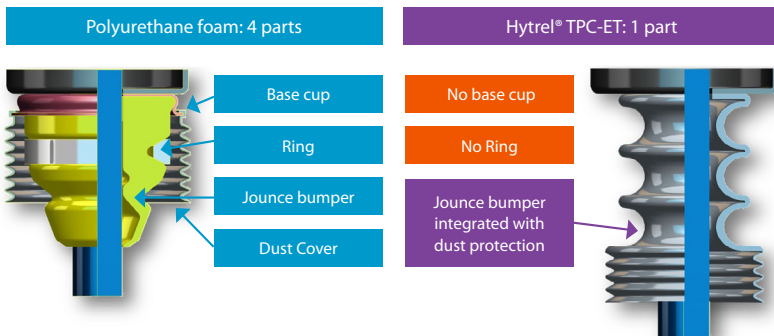 Polyurethane foam: 4 parts
Hytrel® TPC-ET: 1 part
Base cup
No base cup
Ring
No Ring
Jounce bumper
Jounce bumper
integrated with
dust protection
Dust Cover